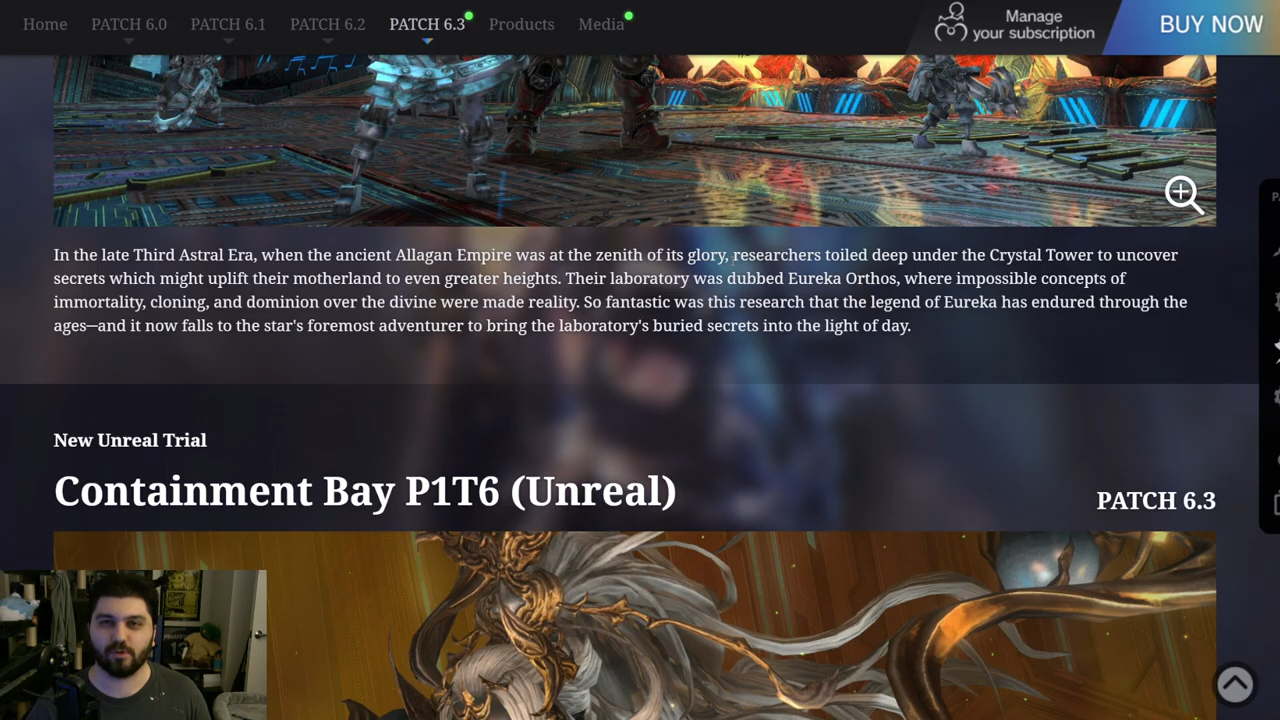 Home PATCH 6.0 PATCH 6.1 PATCH 6.2 PATCH 6.3 Products Media
Manage
your subscription
BUY NOW
In the late Third Astral Era, when the ancient Allagan Empire was at the zenith of its glory, researchers toiled deep under the Crystal Tower to uncover
secrets which might uplift their motherland to even greater heights. Their laboratory was dubbed Eureka Orthos, where impossible concepts of
immortality, cloning, and dominion over the divine were made reality. So fantastic was this research that the legend of Eureka has endured through the
ages—and it now falls to the star's foremost adventurer to bring the laboratory's buried secrets into the light of day.
New Unreal Trial
Containment Bay P1T6 (Unreal)
PATCH 6.3